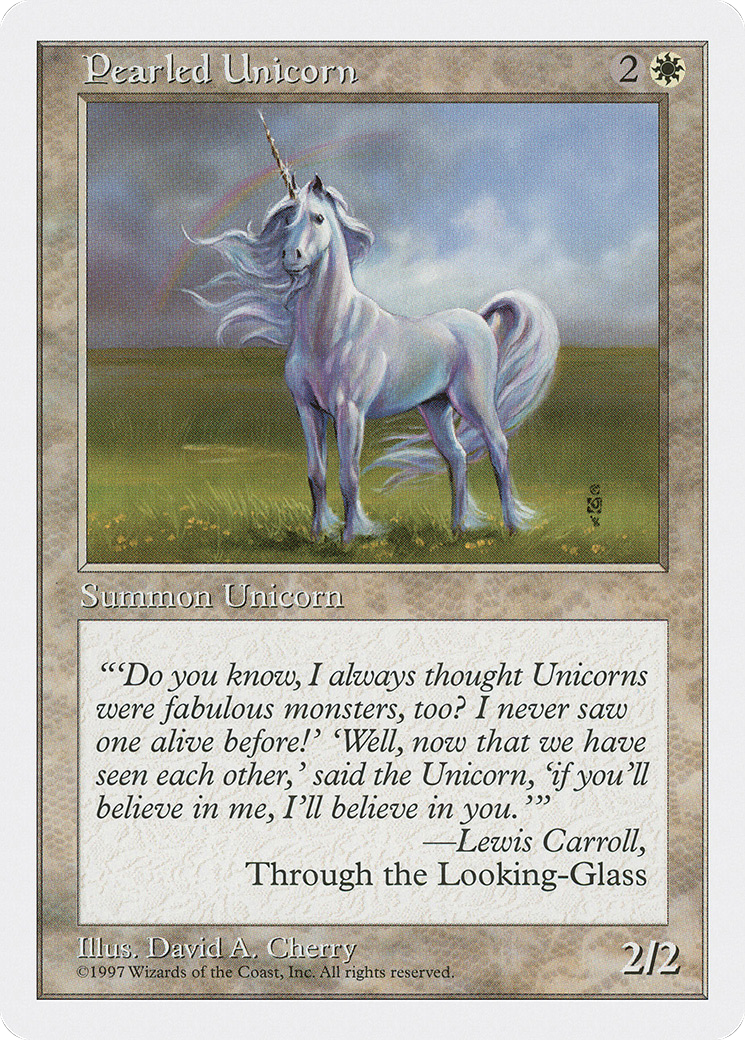 Pearled Unicorn 2
Summon Unicorn
“‘Do you know, I always thought Unicorns
were fabulous monsters, too? I never saw
one alive before!’ ‘Well, now that we have
seen each other,’ said the Unicorn, ‘if you’ll
believe in me, I’ll believe in you.’”
—Lewis Carroll,
Through the Looking-Glass
Illus. David A. Cherry
©1997 Wizards of the Coast, Inc. All rights reserved.
2/2